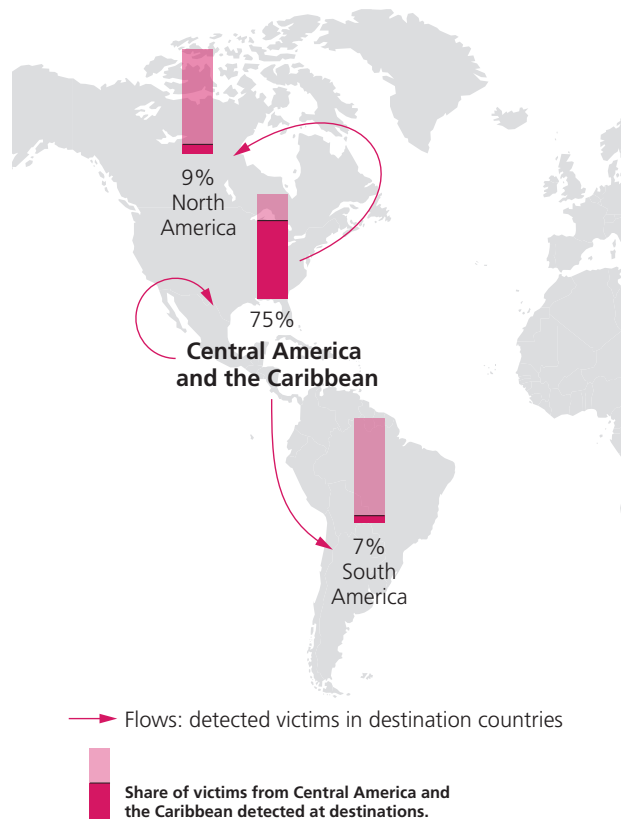 9%
North
America
75%
Central America
and the Caribbean
7%
South
America
Flows: detected victims in destination countries
Share of victims from Central America and
the Caribbean detected at destinations.